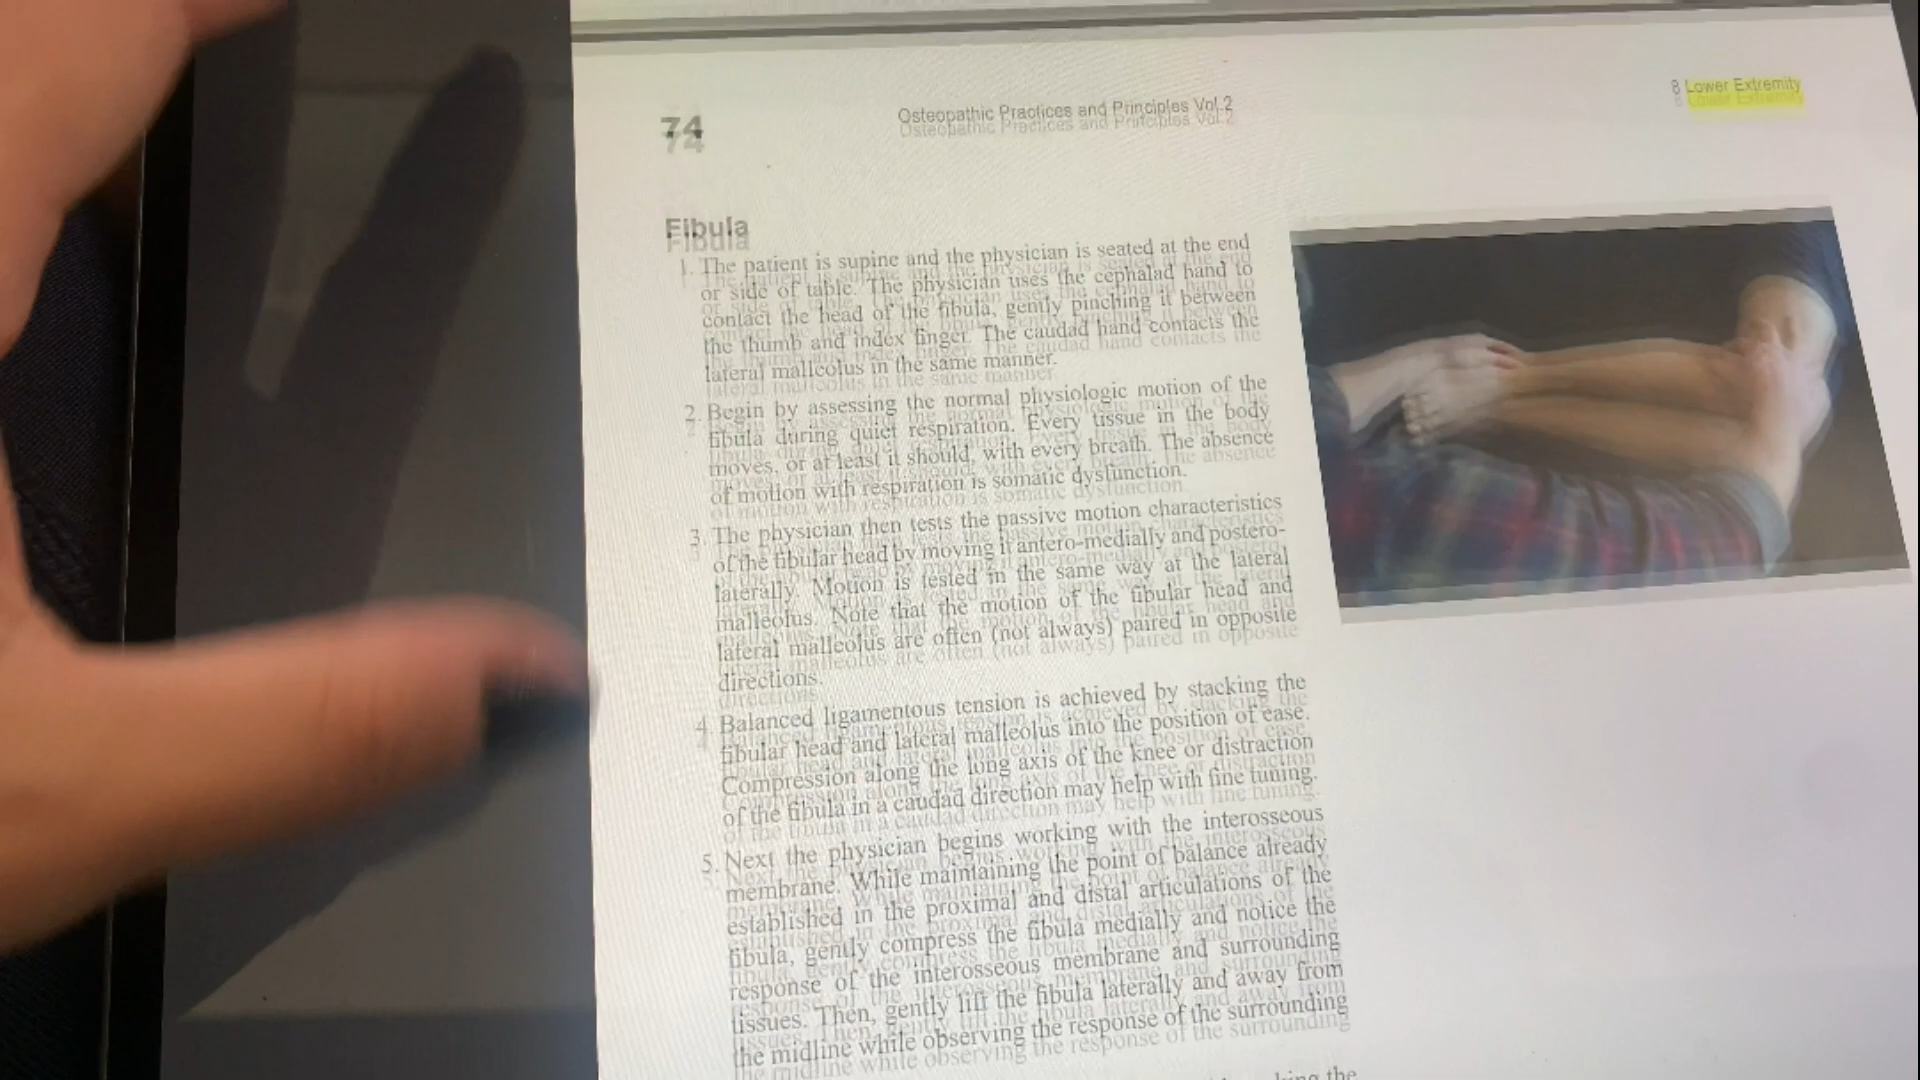 74
Osteopathic Practices and Principles Vol.2
8 Lower Extremity
Fibula
1. The patient is supine and the physician is seated at the end
or side of table. The physician uses the cephalad hand to
contact the head of the fibula, gently pinching it between
the thumb and index finger. The caudad hand contacts the
lateral malleolus in the same manner.
2. Begin by assessing the normal physiologic motion of the
fibula during quiet respiration. Every tissue in the body
moves, or at least it should, with every breath. The absence
of motion with respiration is somatic dysfunction.
3. The physician then tests the passive motion characteristics
of the fibular head by moving it antero-medially and postero-
laterally. Motion is tested in the same way at the lateral
malleolus. Note that the motion of the fibular head and
lateral malleolus are often (not always) paired in opposite
directions.
4. Balanced ligamentous tension is achieved by stacking the
fibular head and lateral malleolus into the position of ease.
Compression along the long axis of the knee or distraction
of the fibula in a caudad direction may help with fine tuning.
5. Next the physician begins working with the interosseous
membrane. While maintaining the point of balance already
established in the proximal and distal articulations of the
fibula, gently compress the fibula medially and notice the
response of the interosseous membrane and surrounding
tissues. Then, gently lift the fibula laterally and away from
the midline while observing the response of the surrounding
the